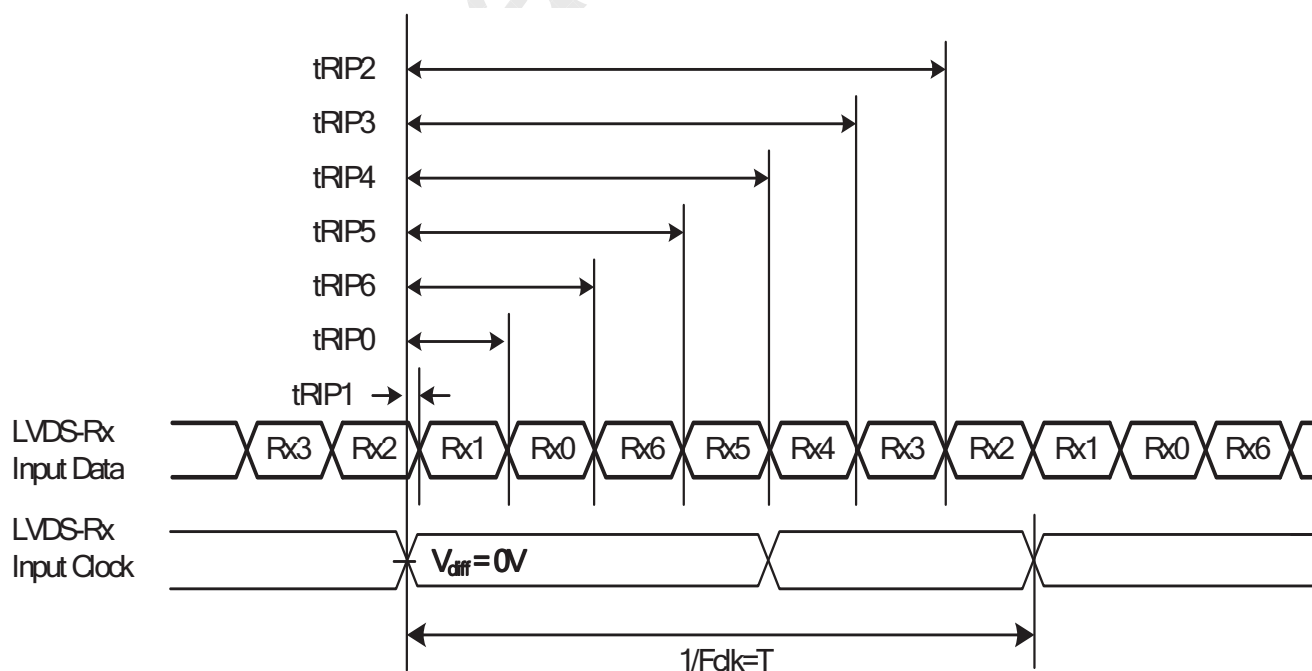 tRIP2
tRIP3
tRIP4
tRIP5
tRIP6
tRIP0
tRIP1
LVDS-Rx
Input Data
Rx3 Rx2 Rx1 Rx0 Rx6 Rx5 Rx4 Rx3 Rx2 Rx1 Rx0 Rx6
LVDS-Rx
Input Clock
Vdiff = 0V
1/Fclk=T